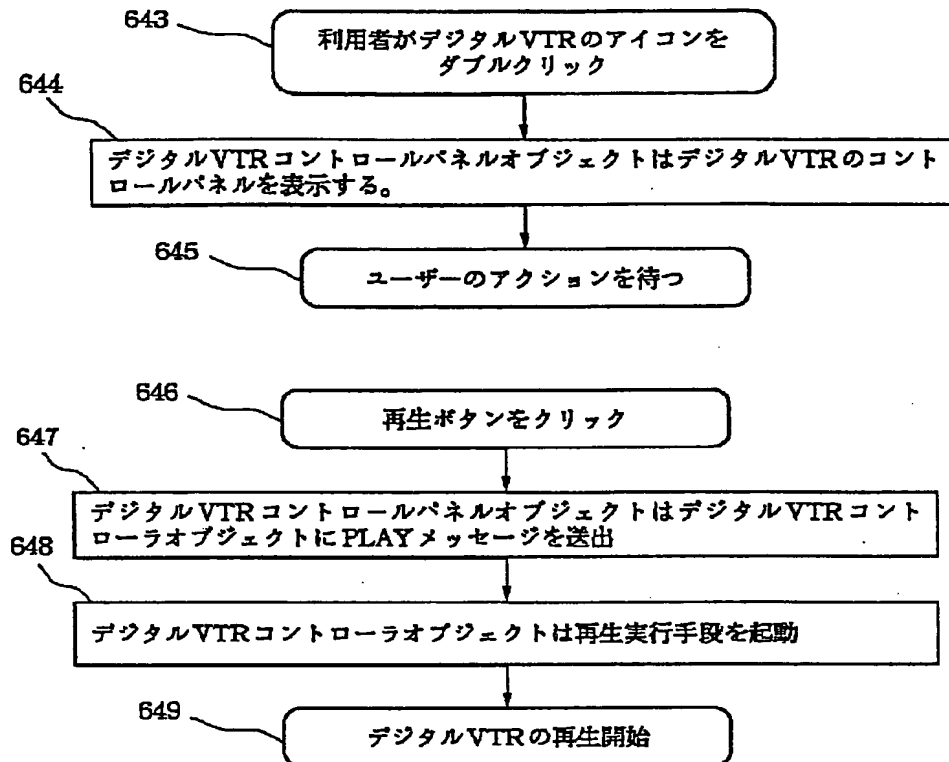 643
利用者がデジタルVTRのアイコンを
ダブルクリック
644
デジタルVTRコントロールパネルオブジェクトはデジタルVTRのコント
ロールパネルを表示する。
645
ユーザーのアクションを待つ
646
再生ボタンをクリック
647
デジタルVTRコントロールパネルオブジェクトはデジタルVTRコント
ローラオブジェクトにPLAYメッセージを送出
648
デジタルVTRコントローラオブジェクトは再生実行手段を起動
649
デジタルVTRの再生開始